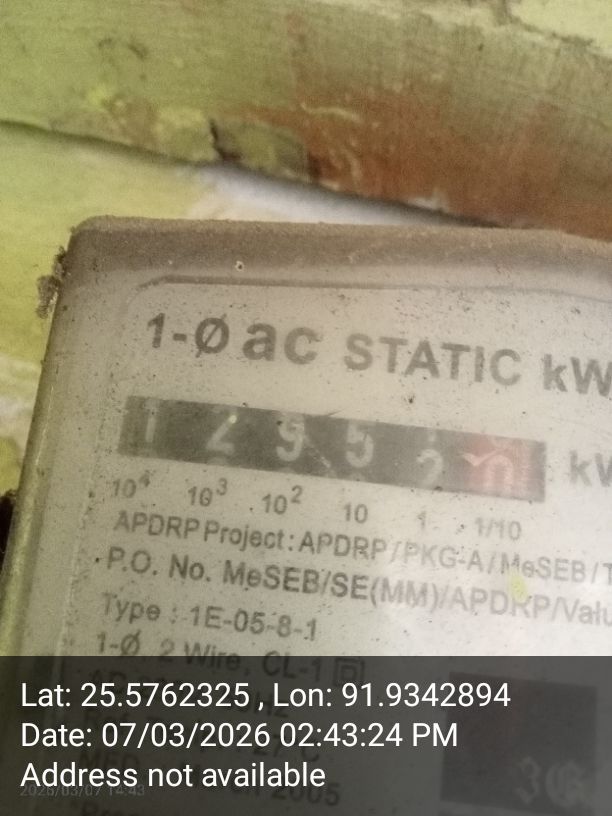 1-Ø ac STATIC kW
1 2 9 5 2 kW
10⁴ 10³ 10² 10 1 1/10
APDRP Project : APDRP/PKG-A/MeSEB/T
P.O. No. MeSEB/SE(MM)/APDRP/Valu
Type : 1E-05-8-1
1-Ø, 2 Wire, CL-1
Lat: 25.5762325 , Lon: 91.9342894
Date: 07/03/2026 02:43:24 PM
Address not available
2026/03/07 14:43
2005